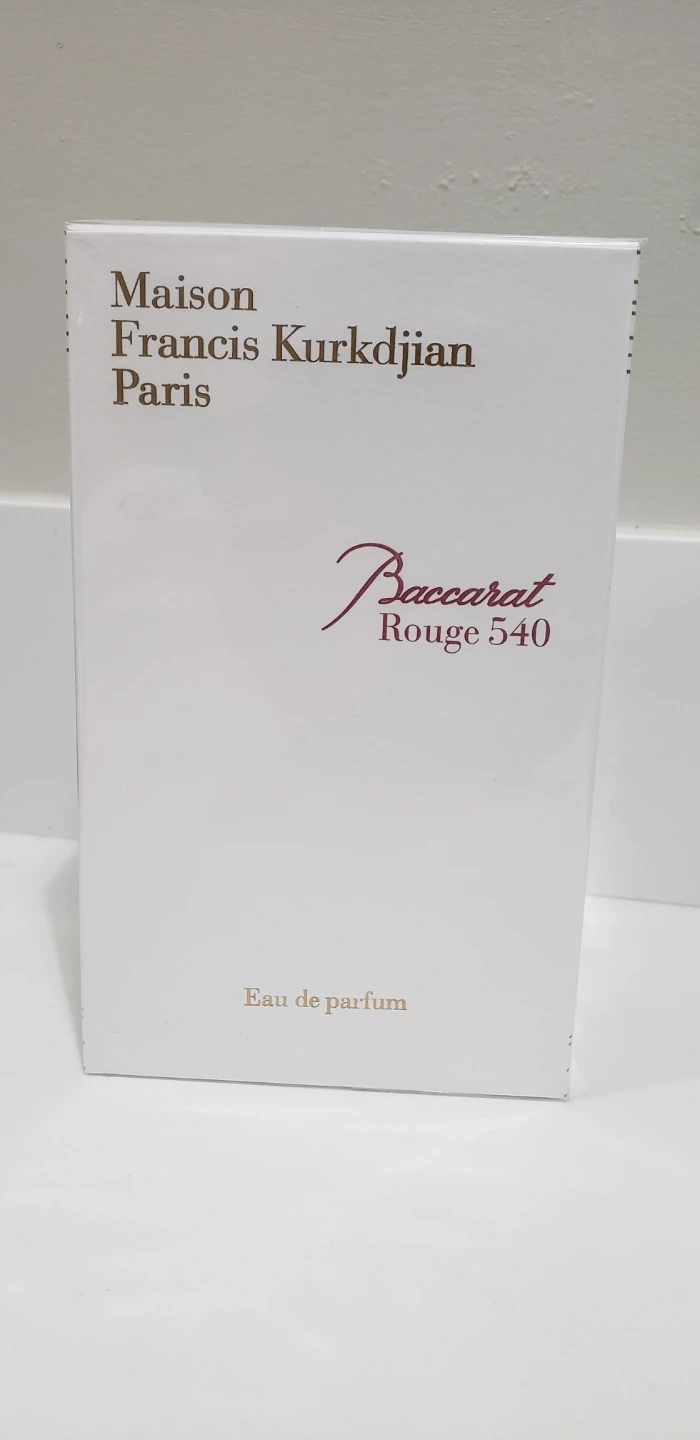 Maison
Francis Kurkdjian
Paris
Baccarat
Rouge 540
Eau de parfum